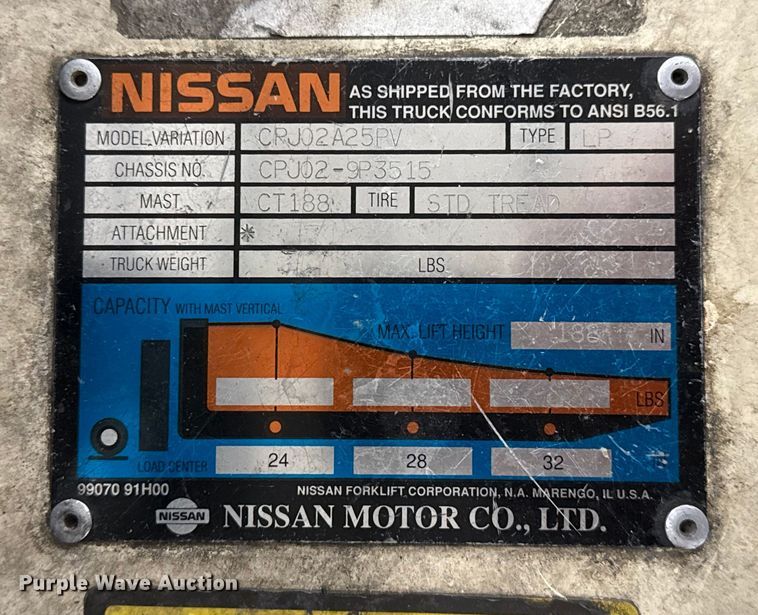 NISSAN AS SHIPPED FROM THE FACTORY,
THIS TRUCK CONFORMS TO ANSI B56.1
MODEL VARIATION CRJ02A25PV TYPE LP
CHASSIS NO. CPJ02-9P3515
MAST CT188 TIRE STD TREAD
ATTACHMENT *
TRUCK WEIGHT LBS
CAPACITY WITH MAST VERTICAL
MAX. LIFT HEIGHT 188 IN
LBS
LOAD CENTER 24 28 32
99070 91H00 NISSAN FORKLIFT CORPORATION, N.A. MARENGO, IL U.S.A.
NISSAN NISSAN MOTOR CO., LTD.
Purple Wave Auction